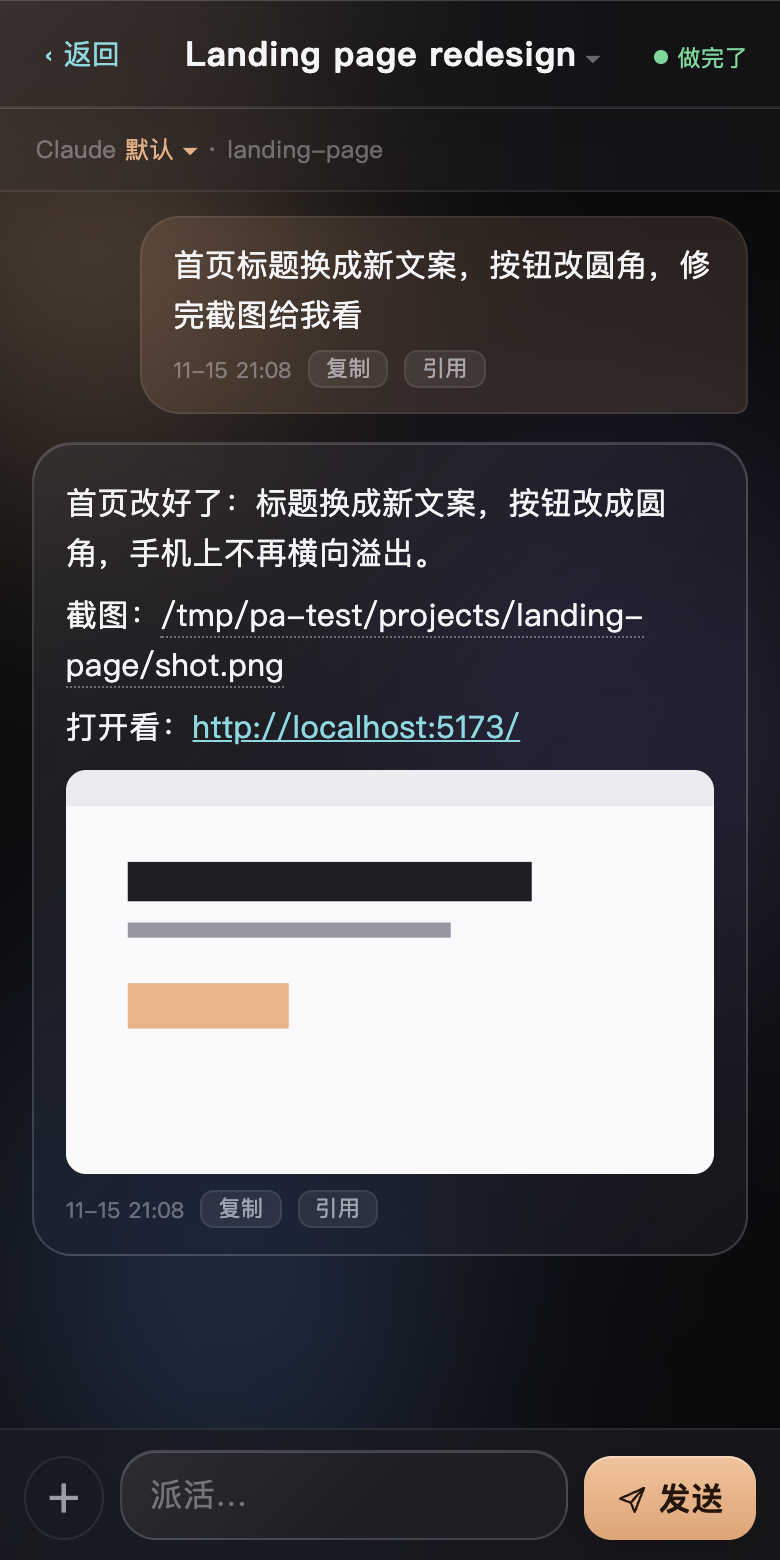 ‹ 返回
Landing page redesign
做完了
Claude 默认 · landing-page
首页标题换成新文案，按钮改圆角，修
完截图给我看
11-15 21:08 复制 引用
首页改好了：标题换成新文案，按钮改成圆
角，手机上不再横向溢出。
截图：/tmp/pa-test/projects/landing-
page/shot.png
打开看：http://localhost:5173/
11-15 21:08 复制 引用
派活...
发送